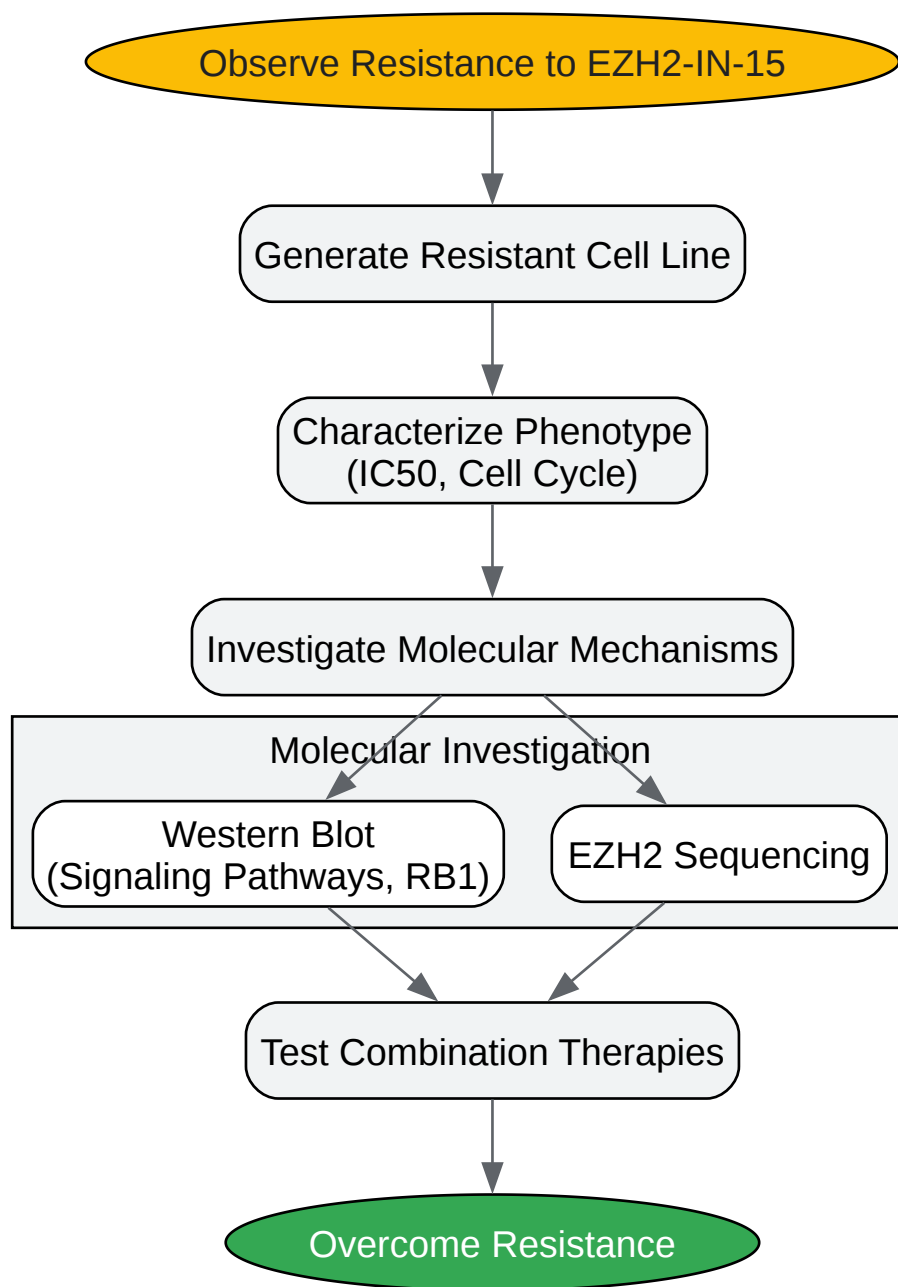 Observe Resistance to EZH2-IN-15
Generate Resistant Cell Line
Characterize Phenotype
(IC50, Cell Cycle)
Investigate Molecular Mechanisms
Molecular Investigation
Western Blot
(Signaling Pathways, RB1)
EZH2 Sequencing
Test Combination Therapies
Overcome Resistance